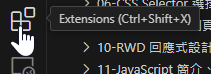 06-CSS Selector 選擇
Extensions (Ctrl+Shift+X)
> 10-RWD 回應式設計
> 11-JavaScript 簡介、